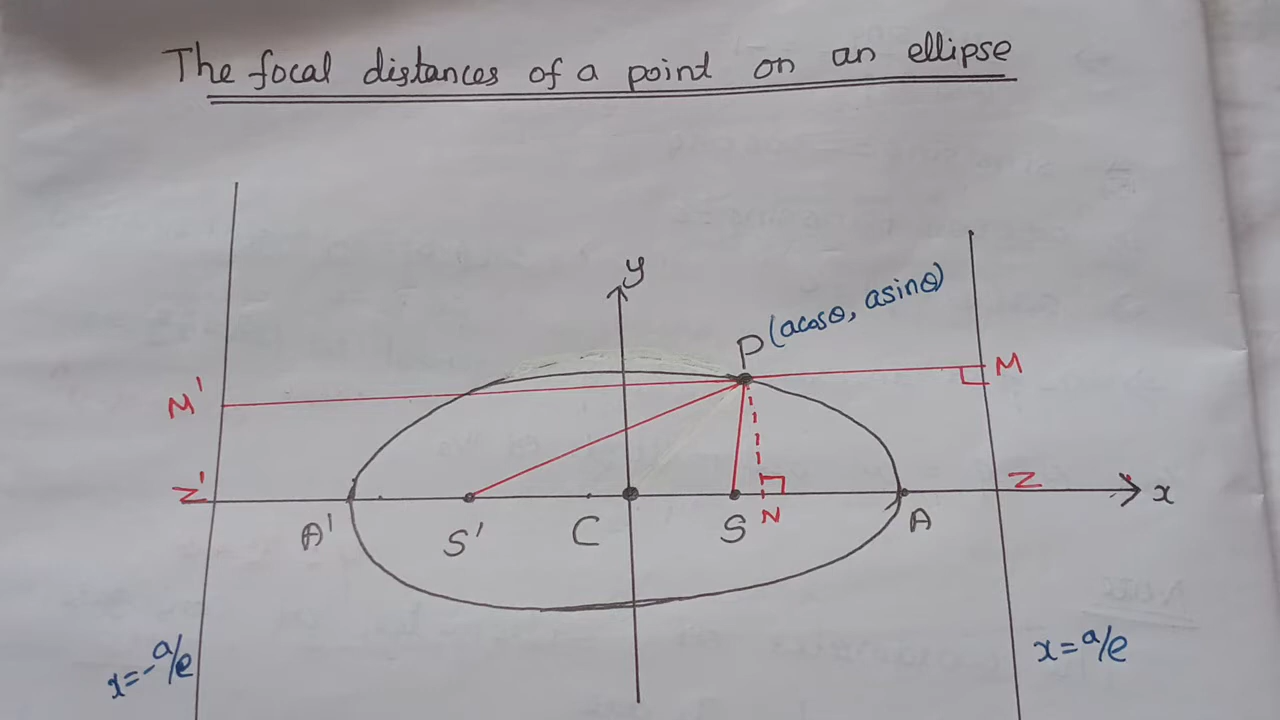 The focal distances of a point on an ellipse
y
P (acosθ, asinθ)
M' M
Z' Z x
A' S' C S N A
x=-a/e x=a/e